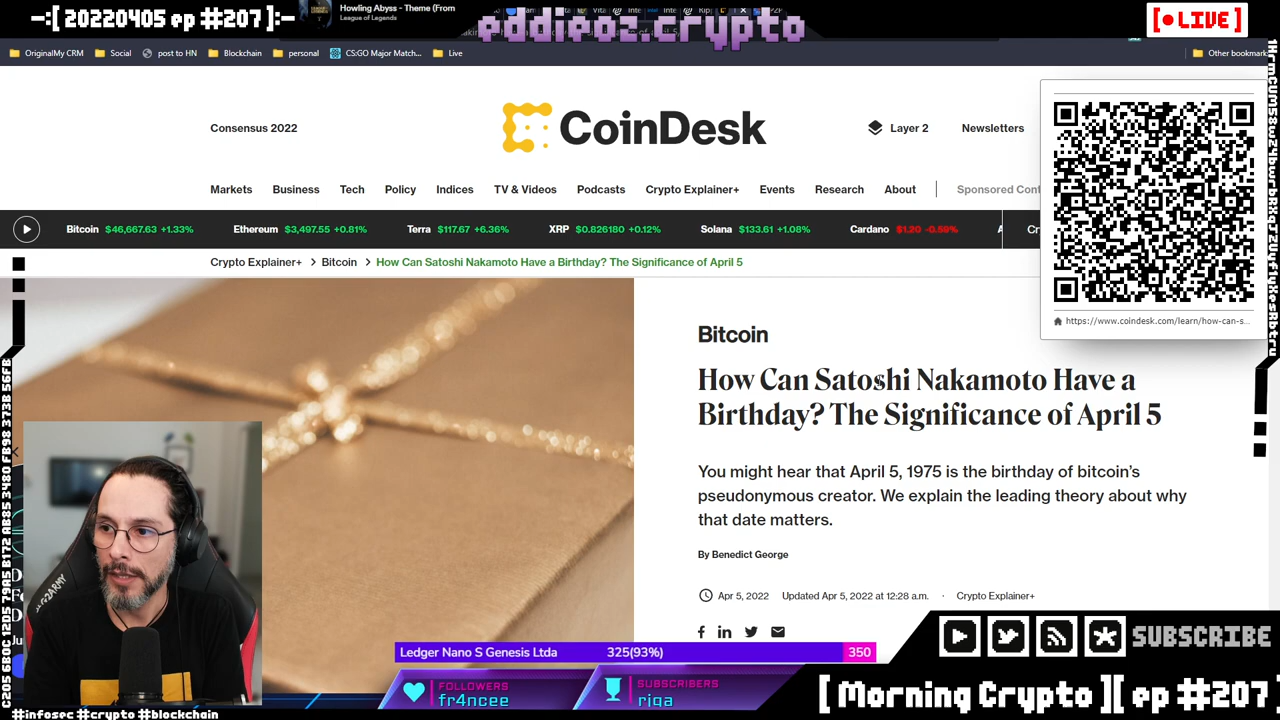 -:[ 20220405 ep #207 ]:-
Howling Abyss - Theme (From
League of Legends
eddieoz.crypto
[● LIVE ]
OriginalMy CRM
Social
post to HN
Blockchain
personal
CS:GO Major Match...
Live
Other bookmark
Consensus 2022
CoinDesk
Layer 2
Newsletters
Markets
Business
Tech
Policy
Indices
TV & Videos
Podcasts
Crypto Explainer+
Events
Research
About
Sponsored Cont
Bitcoin $46,667.63 +1.33%
Ethereum $3,497.55 +0.81%
Terra $117.67 +6.36%
XRP $0.826180 +0.12%
Solana $133.61 +1.08%
Cardano $1.20 -0.59%
Crypto Explainer+ > Bitcoin > How Can Satoshi Nakamoto Have a Birthday? The Significance of April 5
https://www.coindesk.com/learn/how-can-s...
Bitcoin
How Can Satoshi Nakamoto Have a
Birthday? The Significance of April 5
You might hear that April 5, 1975 is the birthday of bitcoin's
pseudonymous creator. We explain the leading theory about why
that date matters.
By Benedict George
Apr 5, 2022
Updated Apr 5, 2022 at 12:28 a.m.
·
Crypto Explainer+
Ledger Nano S Genesis Ltda
325(93%)
350
SUBSCRIBE
FOLLOWERS
fr4ncee
SUBSCRIBERS
riga
[ Morning Crypto ][ ep #207 ]
#infosec #crypto #blockchain